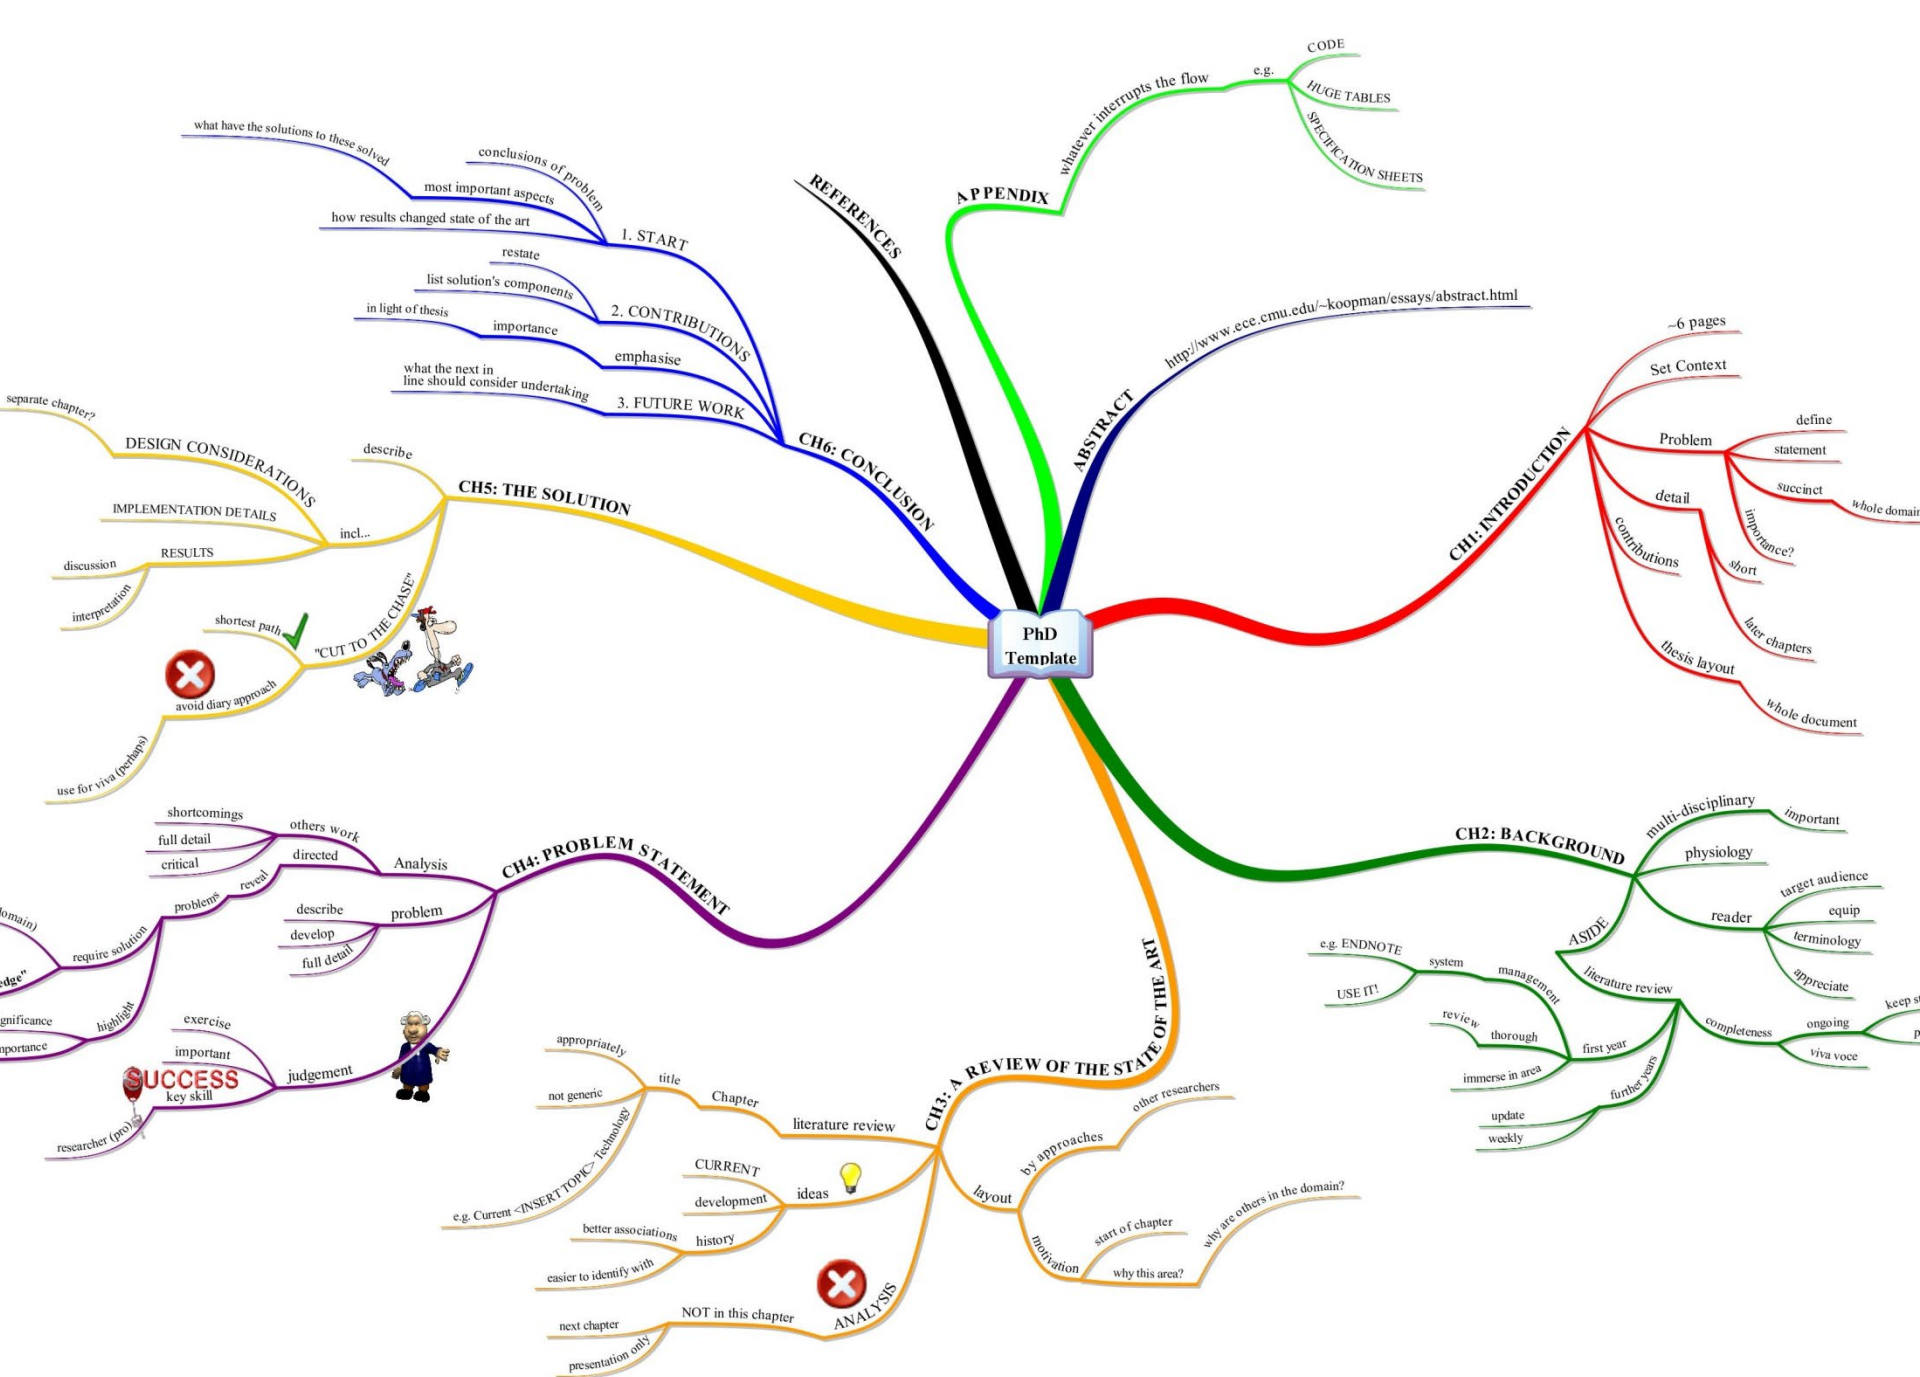 PhD
Template
ABSTRACT
http://www.ece.cmu.edu/~koopman/essays/abstract.html
CH1: INTRODUCTION
~6 pages
Set Context
Problem
define
statement
succinct
whole domain
importance?
detail
short
later chapters
contributions
thesis layout
whole document
CH2: BACKGROUND
multi-disciplinary
important
physiology
reader
target audience
equip
terminology
appreciate
ASIDE
literature review
completeness
ongoing
keep
viva voce
first year
management
system
e.g. ENDNOTE
USE IT!
thorough
review
immerse in area
further years
update
weekly
CH3: A REVIEW OF THE STATE OF THE ART
literature review
Chapter
title
appropriately
not generic
e.g. Current <INSERT TOPIC> Technology
ideas
CURRENT
development
history
better associations
easier to identify with
ANALYSIS
NOT in this chapter
next chapter
presentation only
layout
by approaches
other researchers
motivation
start of chapter
why this area?
why are others in the domain?
CH4: PROBLEM STATEMENT
Analysis
others work
shortcomings
full detail
critical
directed
reveal
problems
require solution
omain)
edge"
highlight
gnificance
mportance
problem
describe
develop
full detail
judgement
exercise
important
SUCCESS
key skill
researcher (pro)
CH5: THE SOLUTION
describe
incl...
DESIGN CONSIDERATIONS
separate chapter?
IMPLEMENTATION DETAILS
RESULTS
discussion
interpretation
"CUT TO THE CHASE"
shortest path
avoid diary approach
use for viva (perhaps)
CH6: CONCLUSION
1. START
conclusions of problem
most important aspects
what have the solutions to these solved
how results changed state of the art
2. CONTRIBUTIONS
restate
list solution's components
emphasise
importance
in light of thesis
3. FUTURE WORK
what the next in
line should consider undertaking
REFERENCES
APPENDIX
whatever interrupts the flow
e.g.
CODE
HUGE TABLES
SPECIFICATION SHEETS